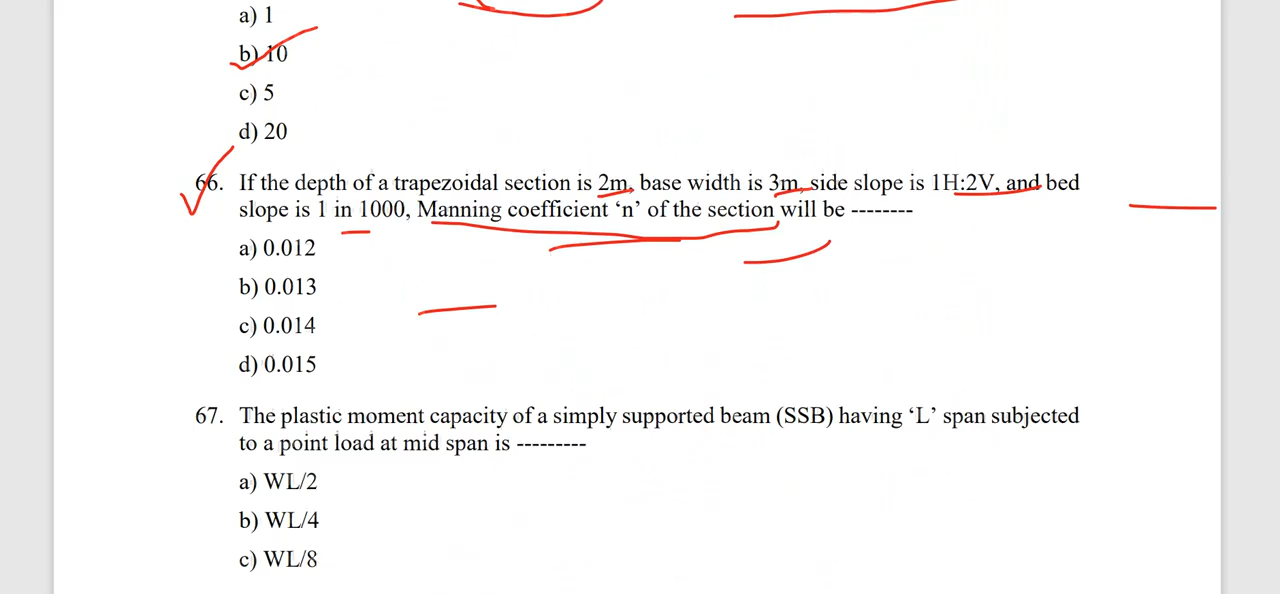 a) 1
b) 10
c) 5
d) 20
66. If the depth of a trapezoidal section is 2m, base width is 3m, side slope is 1H:2V, and bed
slope is 1 in 1000, Manning coefficient ‘n’ of the section will be --------
a) 0.012
b) 0.013
c) 0.014
d) 0.015
67. The plastic moment capacity of a simply supported beam (SSB) having ‘L’ span subjected
to a point load at mid span is ---------
a) WL/2
b) WL/4
c) WL/8